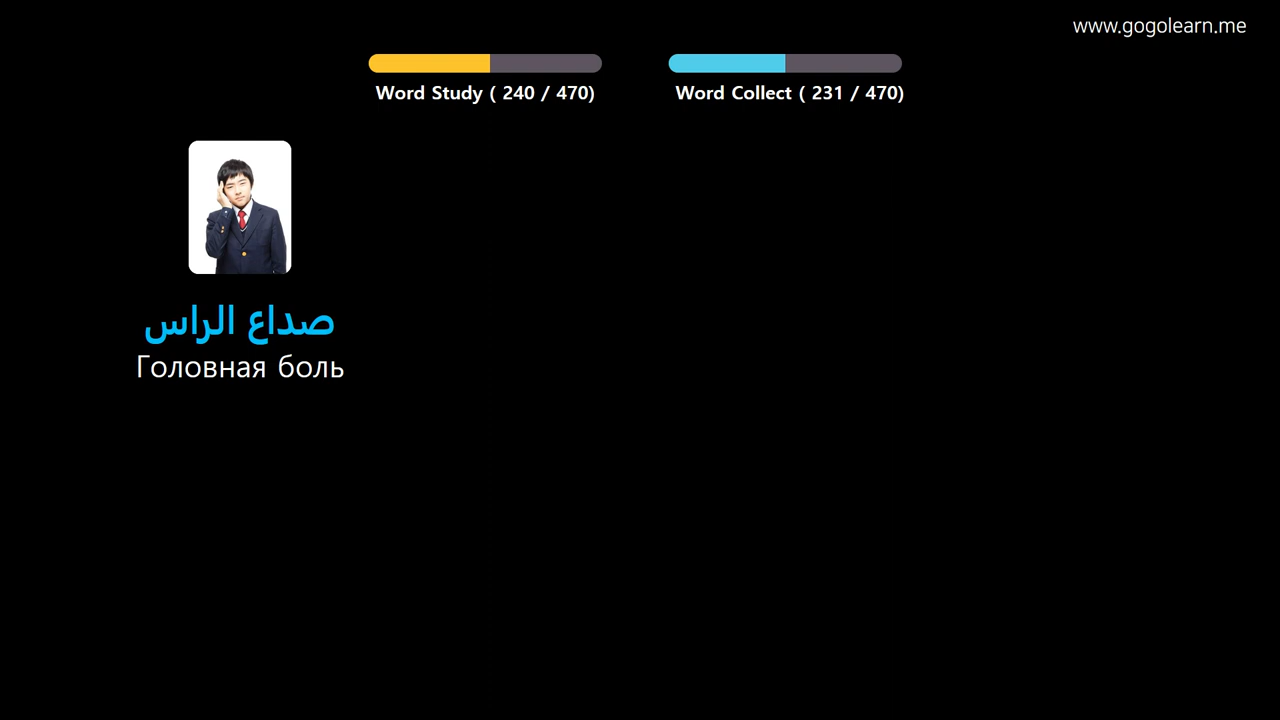 www.gogolearn.me
Word Study ( 240 / 470)
Word Collect ( 231 / 470)
صداع الراس
Головная боль